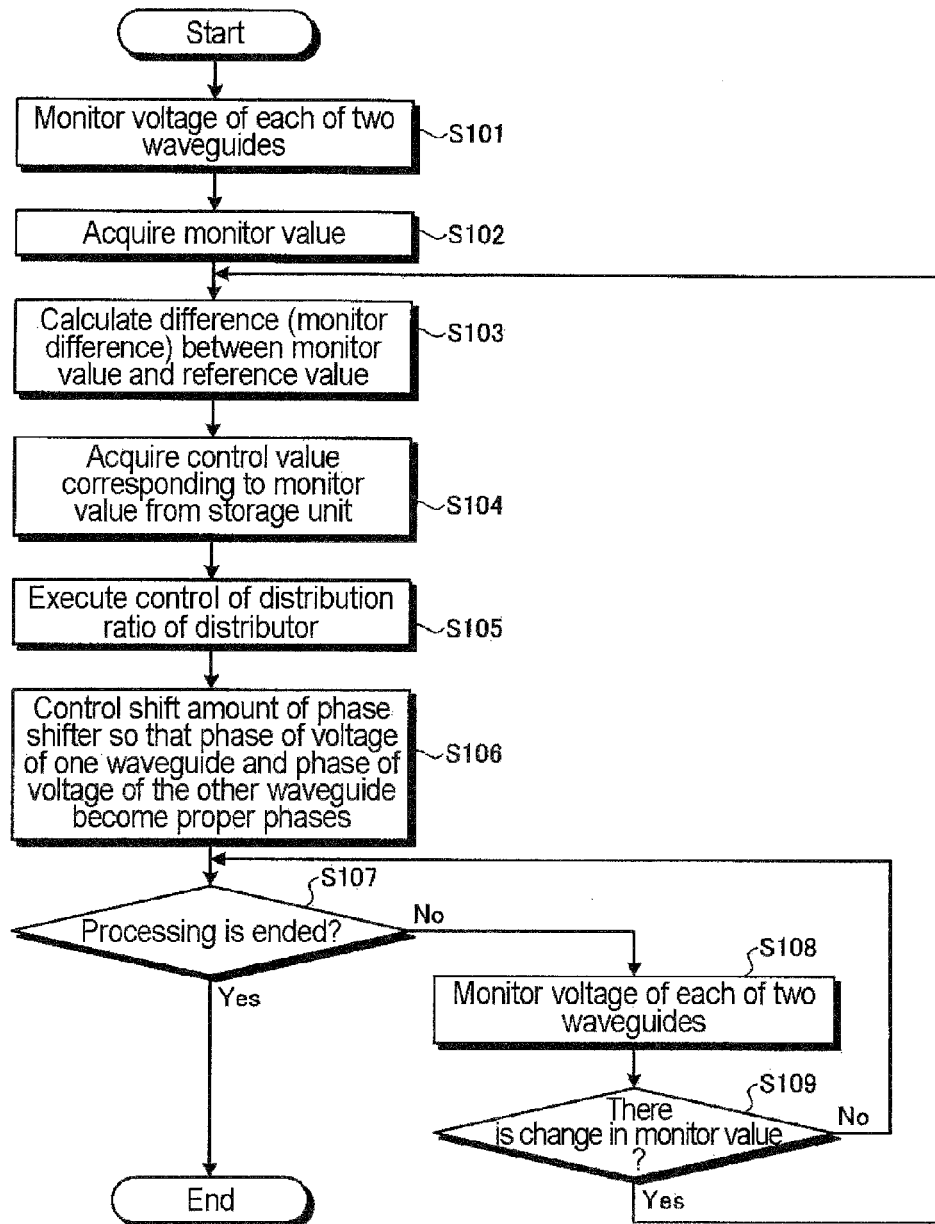 Start
Monitor voltage of each of two
waveguides
S101
Acquire monitor value
S102
Calculate difference (monitor
difference) between monitor
value and reference value
S103
Acquire control value
corresponding to monitor
value from storage unit
S104
Execute control of distribution
ratio of distributor
S105
Control shift amount of phase
shifter so that phase of voltage
of one waveguide and phase of
voltage of the other waveguide
become proper phases
S106
S107
Processing is ended?
No
Yes
S108
Monitor voltage of each of two
waveguides
S109
There
is change in monitor value
?
No
Yes
End